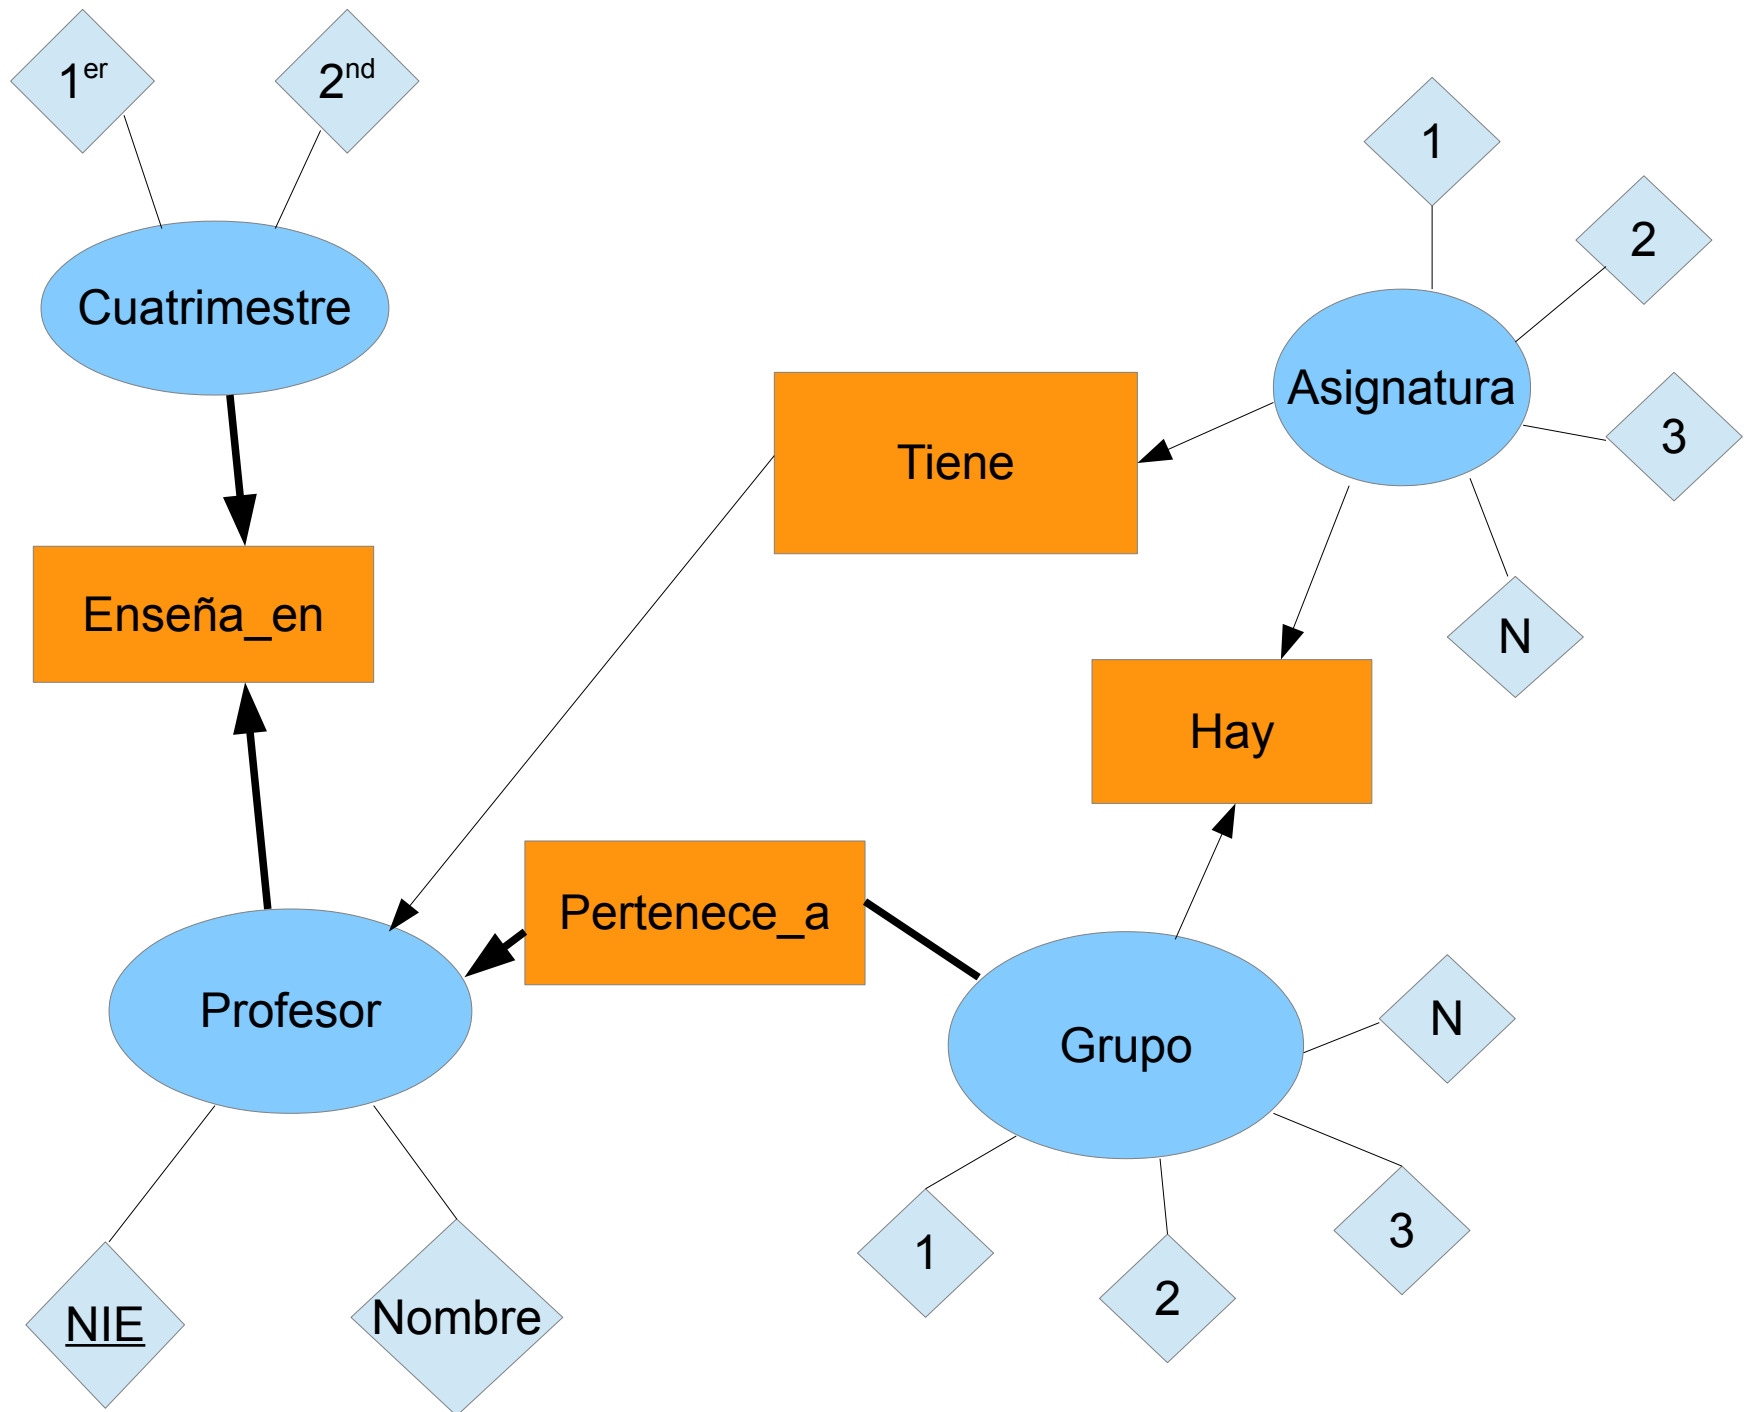 1er
2nd
1
2
Cuatrimestre
Asignatura
3
Tiene
Enseña_en
N
Hay
Pertenece_a
Profesor
Grupo
N
1
2
3
NIE
Nombre